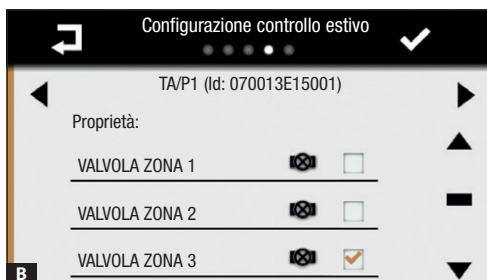 Configurazione controllo estivo
TA/P1 (Id: 070013E15001)
Proprietà:
VALVOLA ZONA 1
VALVOLA ZONA 2
VALVOLA ZONA 3
B